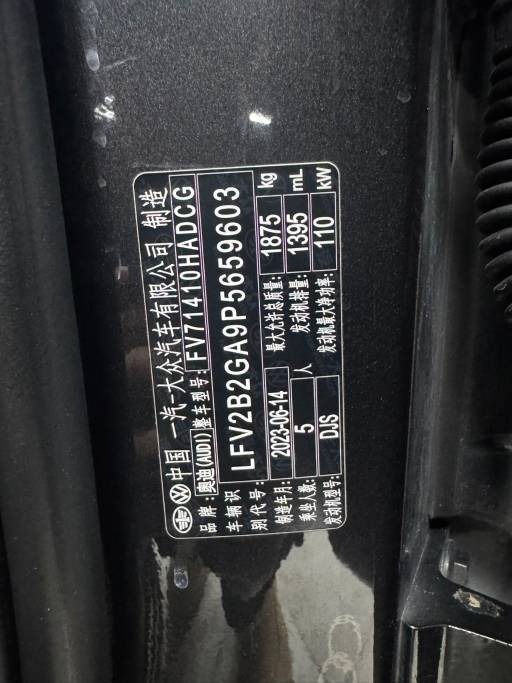 中国 一汽-大众汽车有限公司 制造
品牌: 奥迪(AUDI) 整车型号: FV71410HADCG
车辆识别代号: LFV2B2GA9P5659603
制造年月: 2023-06-14 最大允许总质量: 1875 kg
乘坐人数: 5 人 发动机排量: 1395 mL
发动机型号: DJS 发动机最大净功率: 110 kW